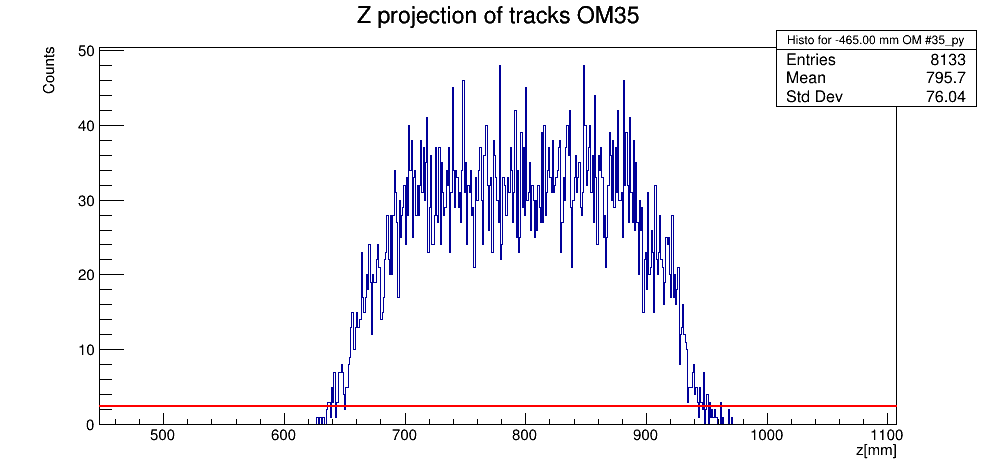 Z projection of tracks OM35
Histo for -465.00 mm OM #35_py
Entries 8133
Mean 795.7
Std Dev 76.04
Counts
50
40
30
20
10
0
500 600 700 800 900 1000 1100
z[mm]